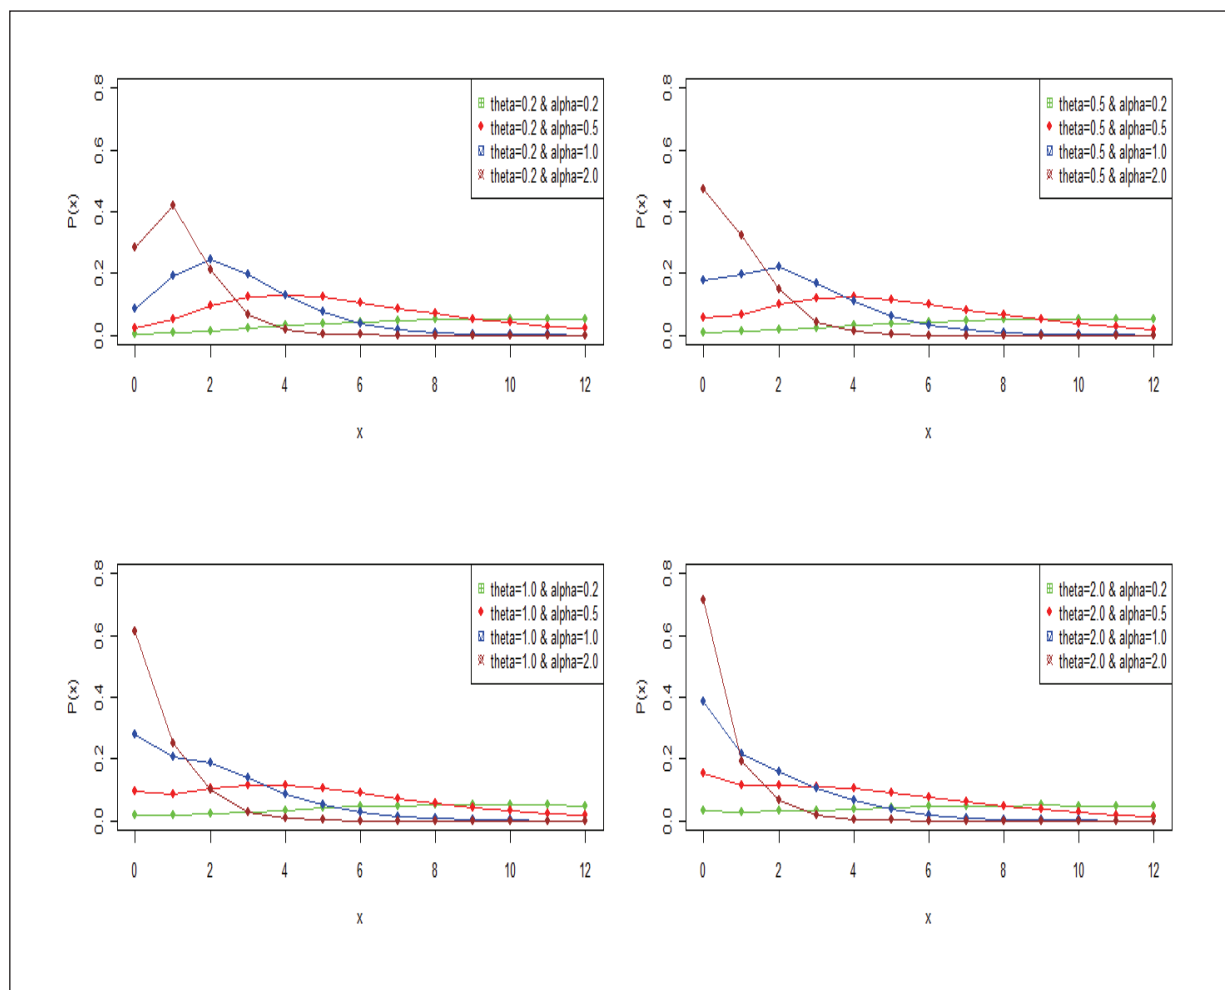 0.8
0.6
0.4
0.2
0.0
P(x)
theta=0.2 & alpha=0.2
theta=0.2 & alpha=0.5
theta=0.2 & alpha=1.0
theta=0.2 & alpha=2.0
0 2 4 6 8 10 12
x
0.8
0.6
0.4
0.2
0.0
P(x)
theta=0.5 & alpha=0.2
theta=0.5 & alpha=0.5
theta=0.5 & alpha=1.0
theta=0.5 & alpha=2.0
0 2 4 6 8 10 12
x
0.8
0.6
0.4
0.2
0.0
P(x)
theta=1.0 & alpha=0.2
theta=1.0 & alpha=0.5
theta=1.0 & alpha=1.0
theta=1.0 & alpha=2.0
0 2 4 6 8 10 12
x
0.8
0.6
0.4
0.2
0.0
P(x)
theta=2.0 & alpha=0.2
theta=2.0 & alpha=0.5
theta=2.0 & alpha=1.0
theta=2.0 & alpha=2.0
0 2 4 6 8 10 12
x